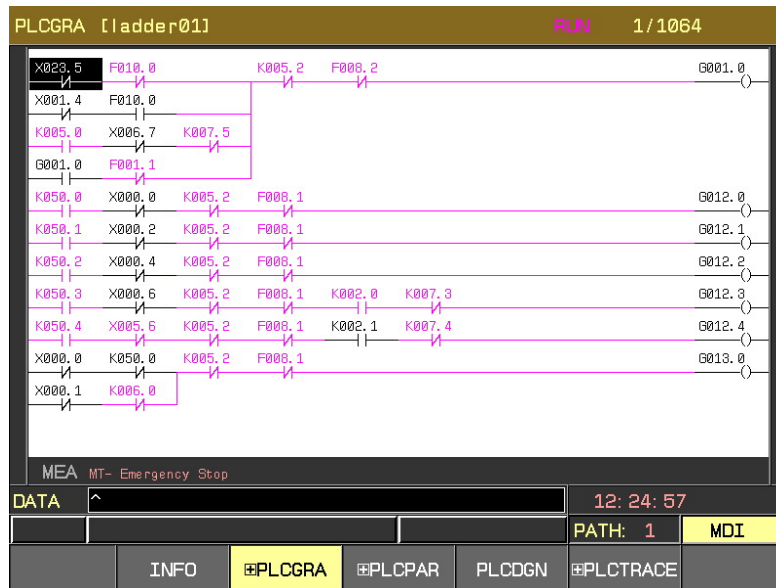 PLCGRA [ladder01] RUN 1/1064
X023.5 F010.0 K005.2 F008.2 G001.0
X001.4 F010.0
K005.0 X006.7 K007.5
G001.0 F001.1
K050.0 X000.0 K005.2 F008.1 G012.0
K050.1 X000.2 K005.2 F008.1 G012.1
K050.2 X000.4 K005.2 F008.1 G012.2
K050.3 X000.6 K005.2 F008.1 K002.0 K007.3 G012.3
K050.4 X005.6 K005.2 F008.1 K002.1 K007.4 G012.4
X000.0 K050.0 K005.2 F008.1 G013.0
X000.1 K006.0
MEA MT- Emergency Stop
DATA ^ 12:24:57
PATH: 1 MDI
INFO ⊞PLCGRA ⊞PLCPAR PLCDGN ⊞PLCTRACE